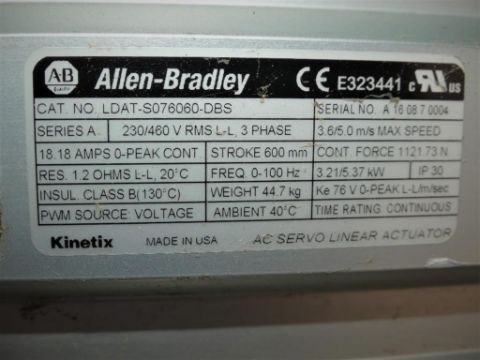 A-B QUALITY Allen-Bradley CE E323441 c RU US
CAT. NO. LDAT-S076060-DBS SERIAL NO. A 16 08 7 0004
SERIES A 230/460 V RMS L-L, 3 PHASE 3.6/5.0 m/s MAX SPEED
18.18 AMPS 0-PEAK CONT STROKE 600 mm CONT. FORCE 1121.73 N
RES. 1.2 OHMS L-L, 20°C FREQ. 0-100 Hz 3.21/5.37 kW IP 30
INSUL. CLASS B(130°C) WEIGHT 44.7 kg Ke 76 V 0-PEAK L-L/m/sec
PWM SOURCE: VOLTAGE AMBIENT 40°C TIME RATING: CONTINUOUS
Kinetix MADE IN USA AC SERVO LINEAR ACTUATOR